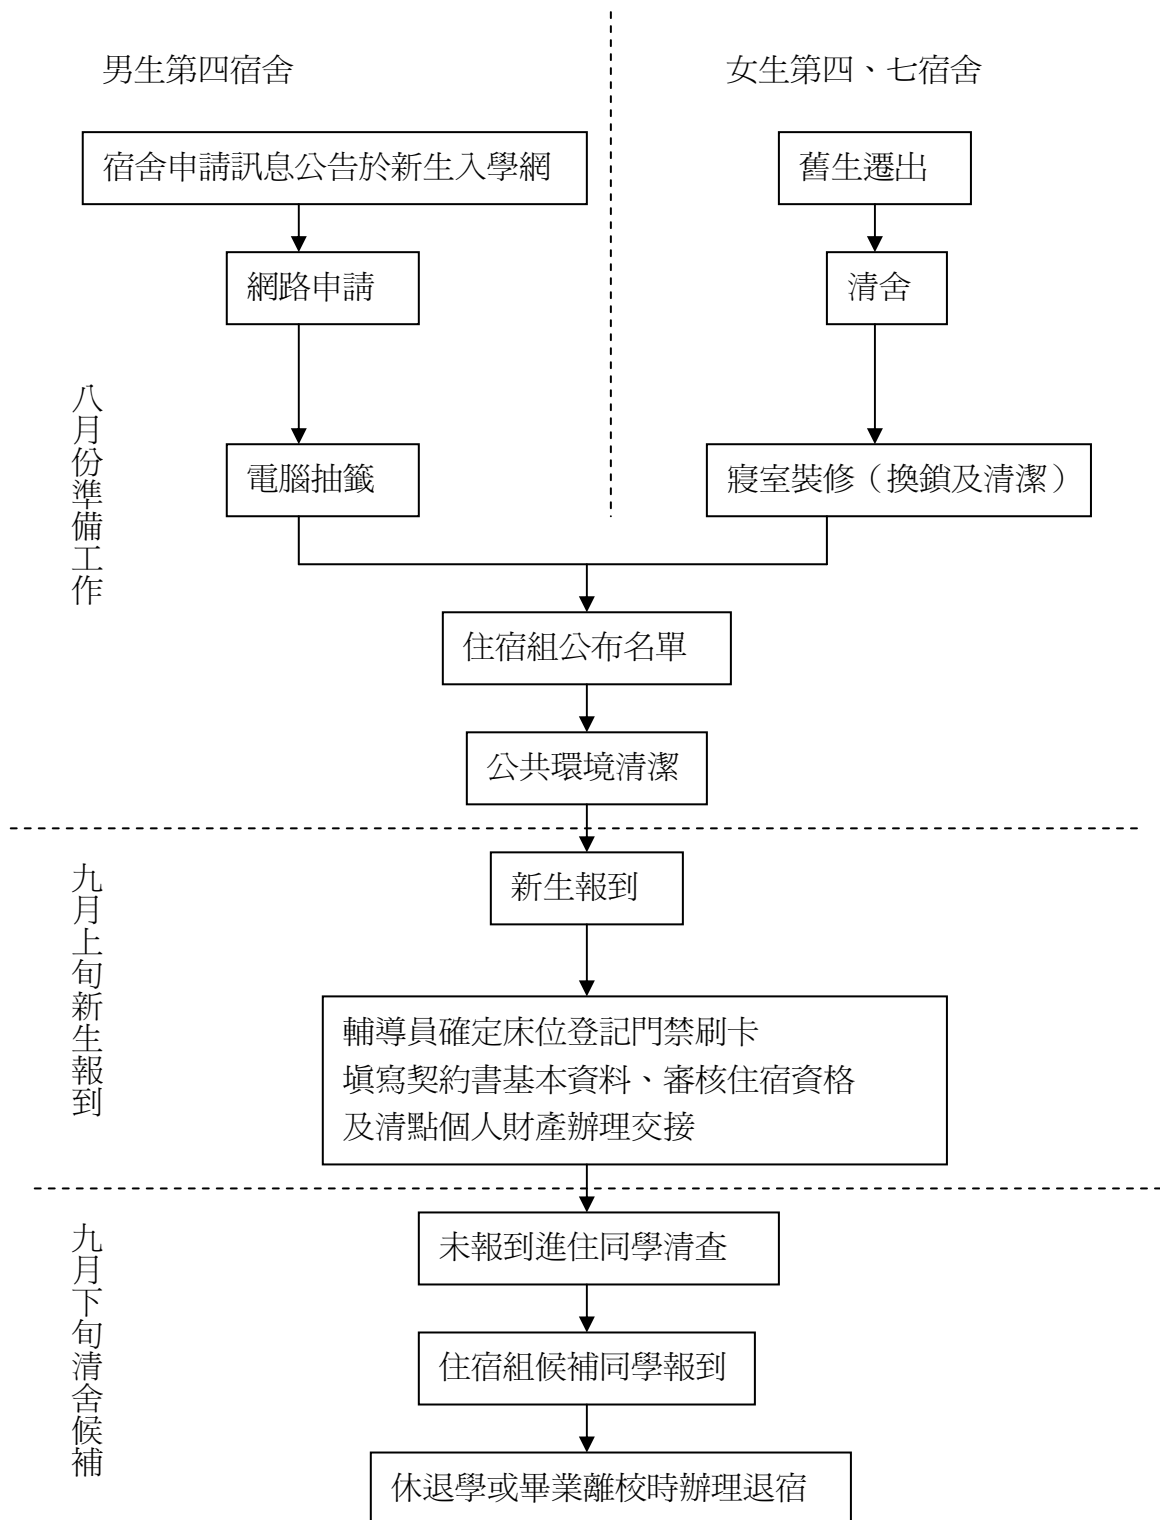 男生第四宿舍
女生第四、七宿舍
宿舍申請訊息公告於新生入學網
舊生遷出
網路申請
清舍
八月份準備工作
電腦抽籤
寢室裝修（換鎖及清潔）
住宿組公布名單
公共環境清潔
九月上旬新生報到
新生報到
輔導員確定床位登記門禁刷卡
填寫契約書基本資料、審核住宿資格
及清點個人財產辦理交接
九月下旬清舍候補
未報到進住同學清查
住宿組候補同學報到
休退學或畢業離校時辦理退宿